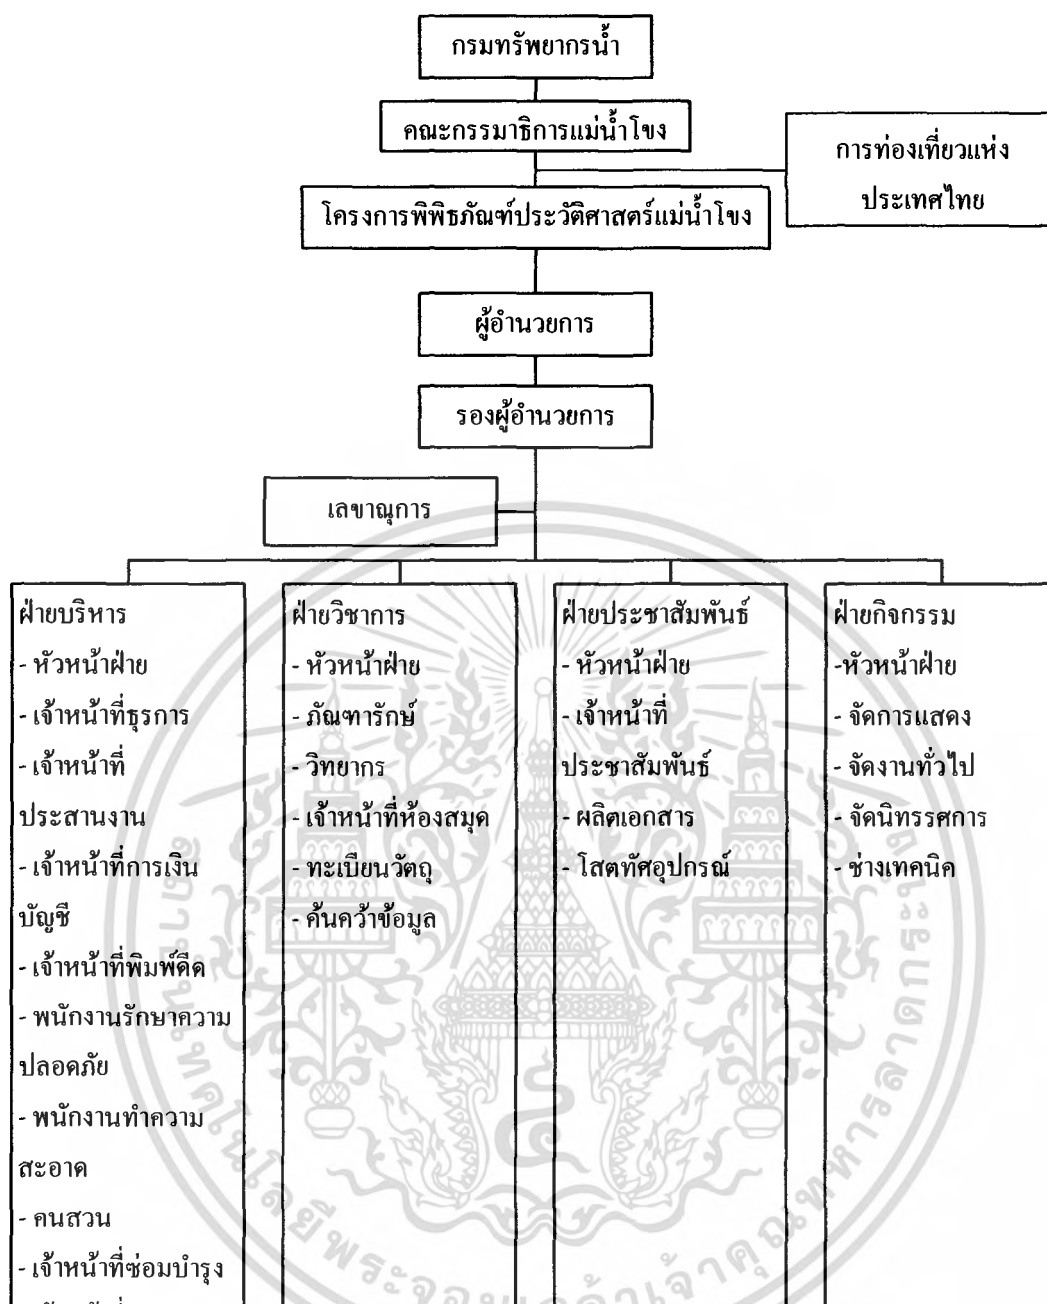 กรมทรัพยากรน้ำ
คณะกรรมาธิการแม่น้ำโขง
การท่องเที่ยวแห่ง
ประเทศไทย
โครงการพิพิธภัณฑ์ประวัติศาสตร์แม่น้ำโขง
ผู้อำนวยการ
รองผู้อำนวยการ
เลขาณุการ
ฝ่ายบริหาร
- หัวหน้าฝ่าย
- เจ้าหน้าที่ธุรการ
- เจ้าหน้าที่
ประสานงาน
- เจ้าหน้าที่การเงิน
บัญชี
- เจ้าหน้าที่พิมพ์ดีด
- พนักงานรักษาความ
ปลอดภัย
- พนักงานทำความ
สะอาด
- คนสวน
- เจ้าหน้าที่ซ่อมบำรุง
ฝ่ายวิชาการ
- หัวหน้าฝ่าย
- ภัณฑารักษ์
- วิทยากร
- เจ้าหน้าที่ห้องสมุด
- ทะเบียนวัตถุ
- ค้นคว้าข้อมูล
ฝ่ายประชาสัมพันธ์
- หัวหน้าฝ่าย
- เจ้าหน้าที่
ประชาสัมพันธ์
- ผลิตเอกสาร
- โสตทัศอุปกรณ์
ฝ่ายกิจกรรม
-หัวหน้าฝ่าย
- จัดการแสดง
- จัดงานทั่วไป
- จัดนิทรรศการ
- ช่างเทคนิค